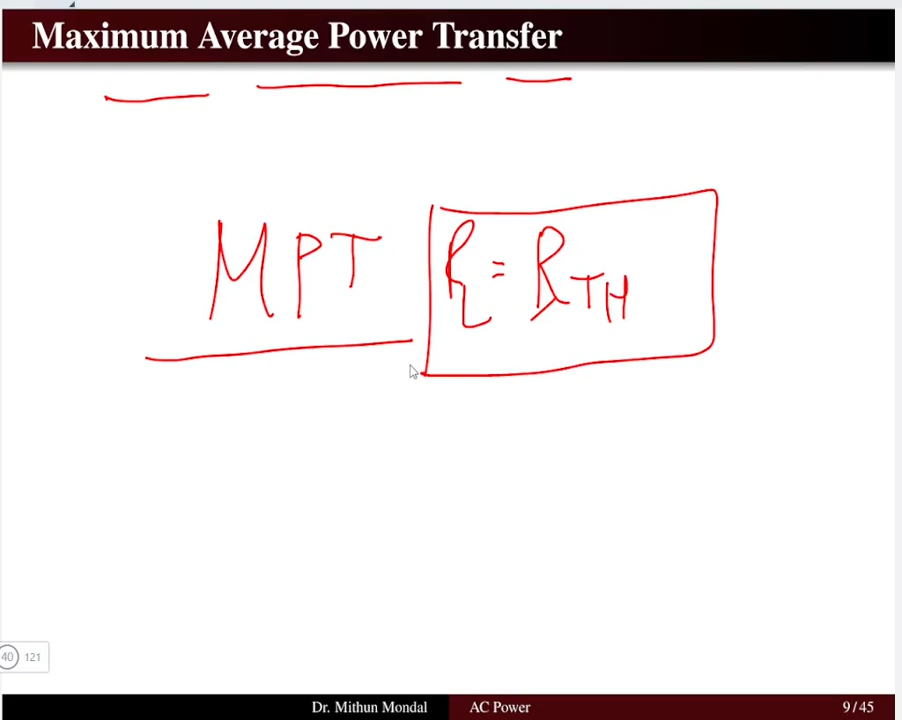 Maximum Average Power Transfer
MPT RL = RTH
40 121
Dr. Mithun Mondal AC Power 9 / 45